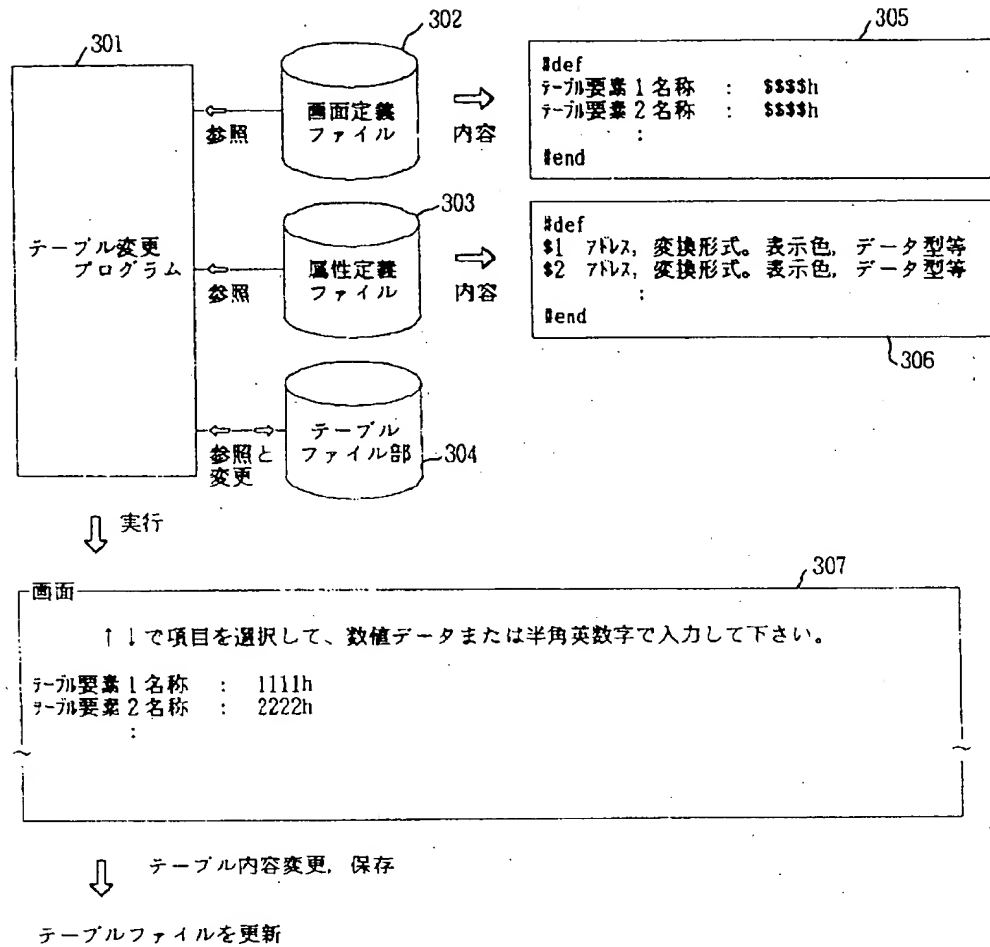 301
テーブル変更
プログラム
302
画面定義
ファイル
参照
内容
305
#def
ﾃｰﾌﾞﾙ要素1名称 : $$$$h
ﾃｰﾌﾞﾙ要素2名称 : $$$$h
:
#end
303
属性定義
ファイル
参照
内容
#def
$1 ｱﾄﾞﾚｽ, 変換形式。表示色, データ型等
$2 ｱﾄﾞﾚｽ, 変換形式。表示色, データ型等
:
#end
306
テーブル
ファイル部
304
参照と
変更
実行
307
画面
↑↓で項目を選択して、数値データまたは半角英数字で入力して下さい。
ﾃｰﾌﾞﾙ要素1名称 : 1111h
ﾃｰﾌﾞﾙ要素2名称 : 2222h
:
テーブル内容変更, 保存
テーブルファイルを更新